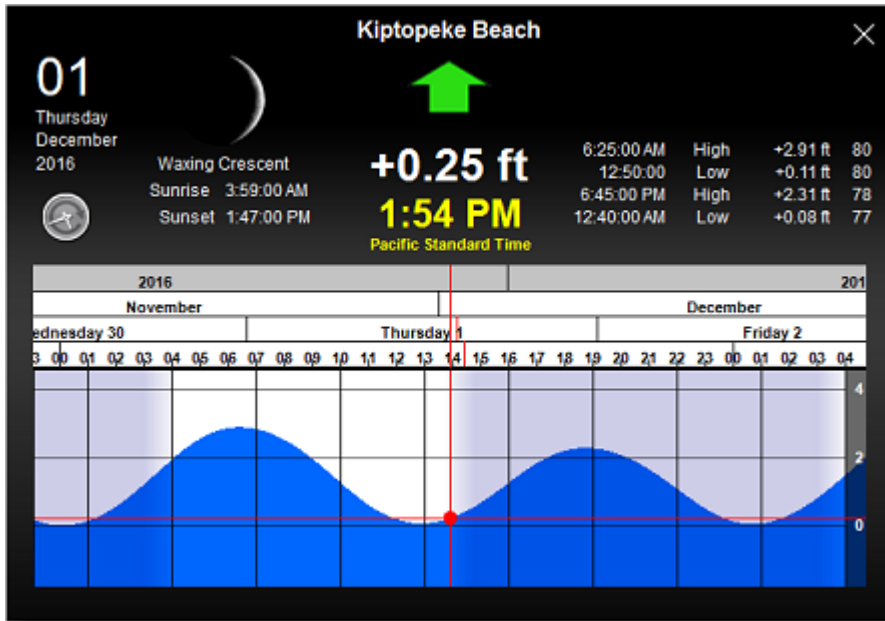 Kiptopeke Beach
01
Thursday
December
2016
Waxing Crescent
Sunrise 3:59:00 AM
Sunset 1:47:00 PM
+0.25 ft
1:54 PM
Pacific Standard Time
6:25:00 AM High +2.91 ft 80
12:50:00 Low +0.11 ft 80
6:45:00 PM High +2.31 ft 78
12:40:00 AM Low +0.08 ft 77
2016 201
November December
ednesday 30 Thursday 1 Friday 2
3 00 01 02 03 04 05 06 07 08 09 10 11 12 13 14 15 16 17 18 19 20 21 22 23 00 01 02 03 04
4
2
0